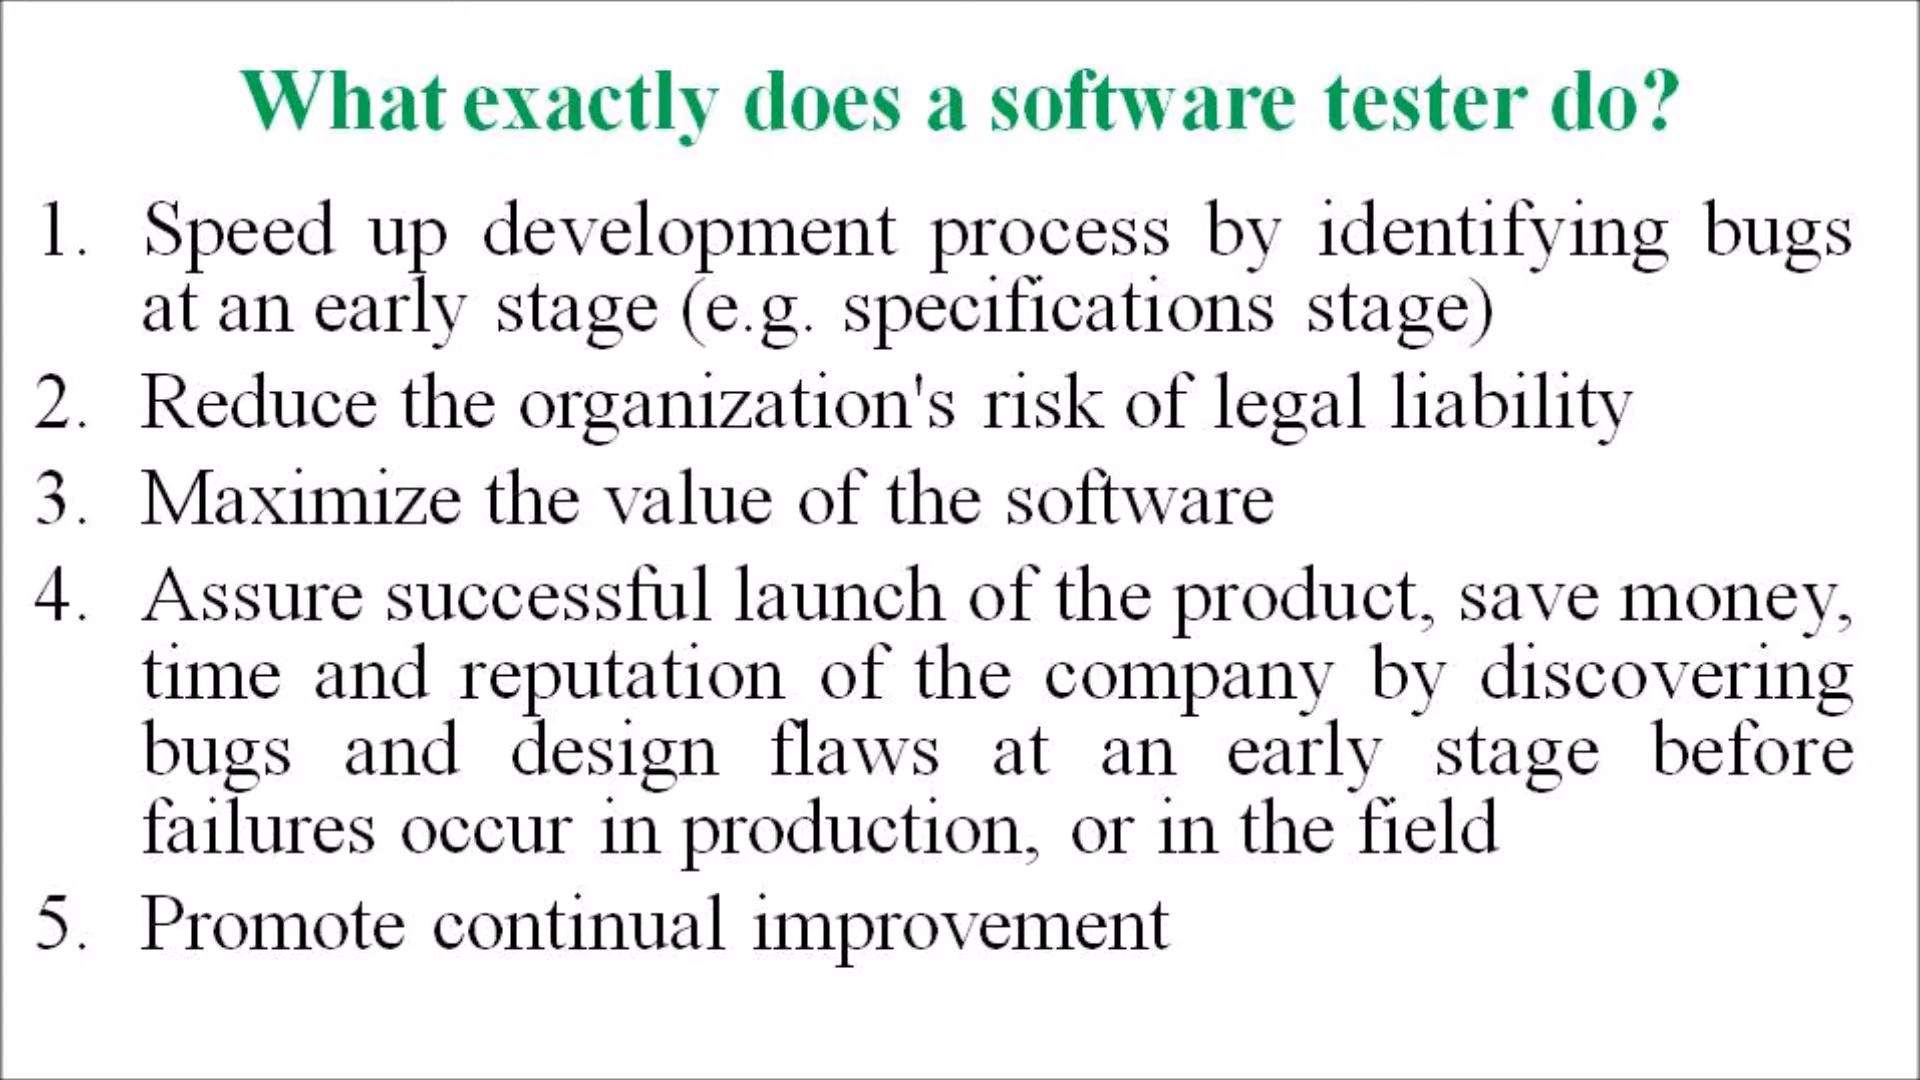 What exactly does a software tester do?
1. Speed up development process by identifying bugs
at an early stage (e.g. specifications stage)
2. Reduce the organization's risk of legal liability
3. Maximize the value of the software
4. Assure successful launch of the product, save money,
time and reputation of the company by discovering
bugs and design flaws at an early stage before
failures occur in production, or in the field
5. Promote continual improvement